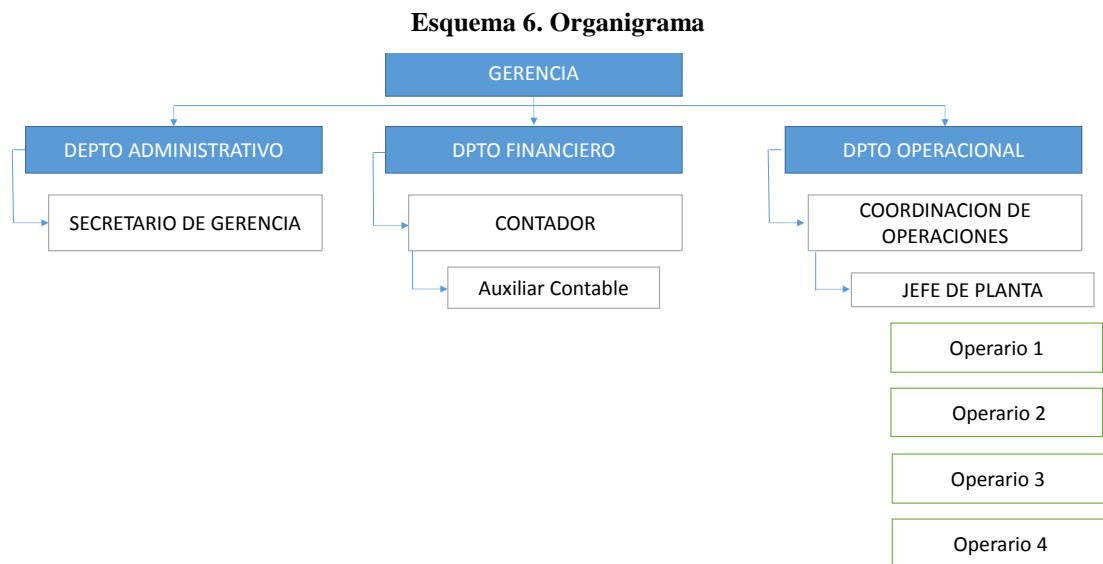 Esquema 6. Organigrama
GERENCIA
DEPTO ADMINISTRATIVO
DPTO FINANCIERO
DPTO OPERACIONAL
SECRETARIO DE GERENCIA
CONTADOR
COORDINACION DE
OPERACIONES
Auxiliar Contable
JEFE DE PLANTA
Operario 1
Operario 2
Operario 3
Operario 4